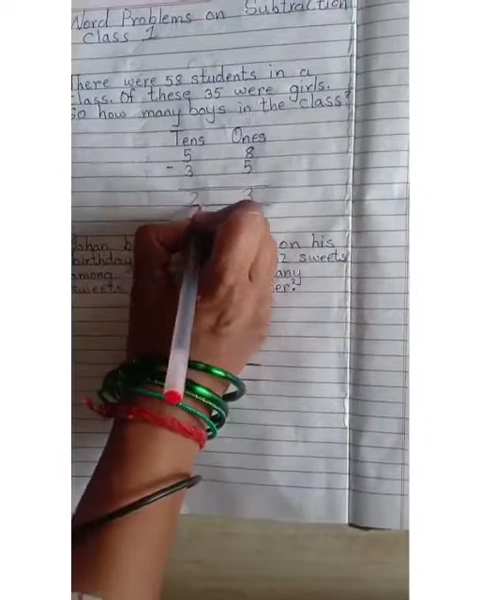 Word Problems on Subtraction
Class 1
There were 58 students in a
class. Of these 35 were girls.
So how many boys in the class?
Tens Ones
5 8
- 3 5
2 3
on his
birthday 2 sweets
among any
sweets